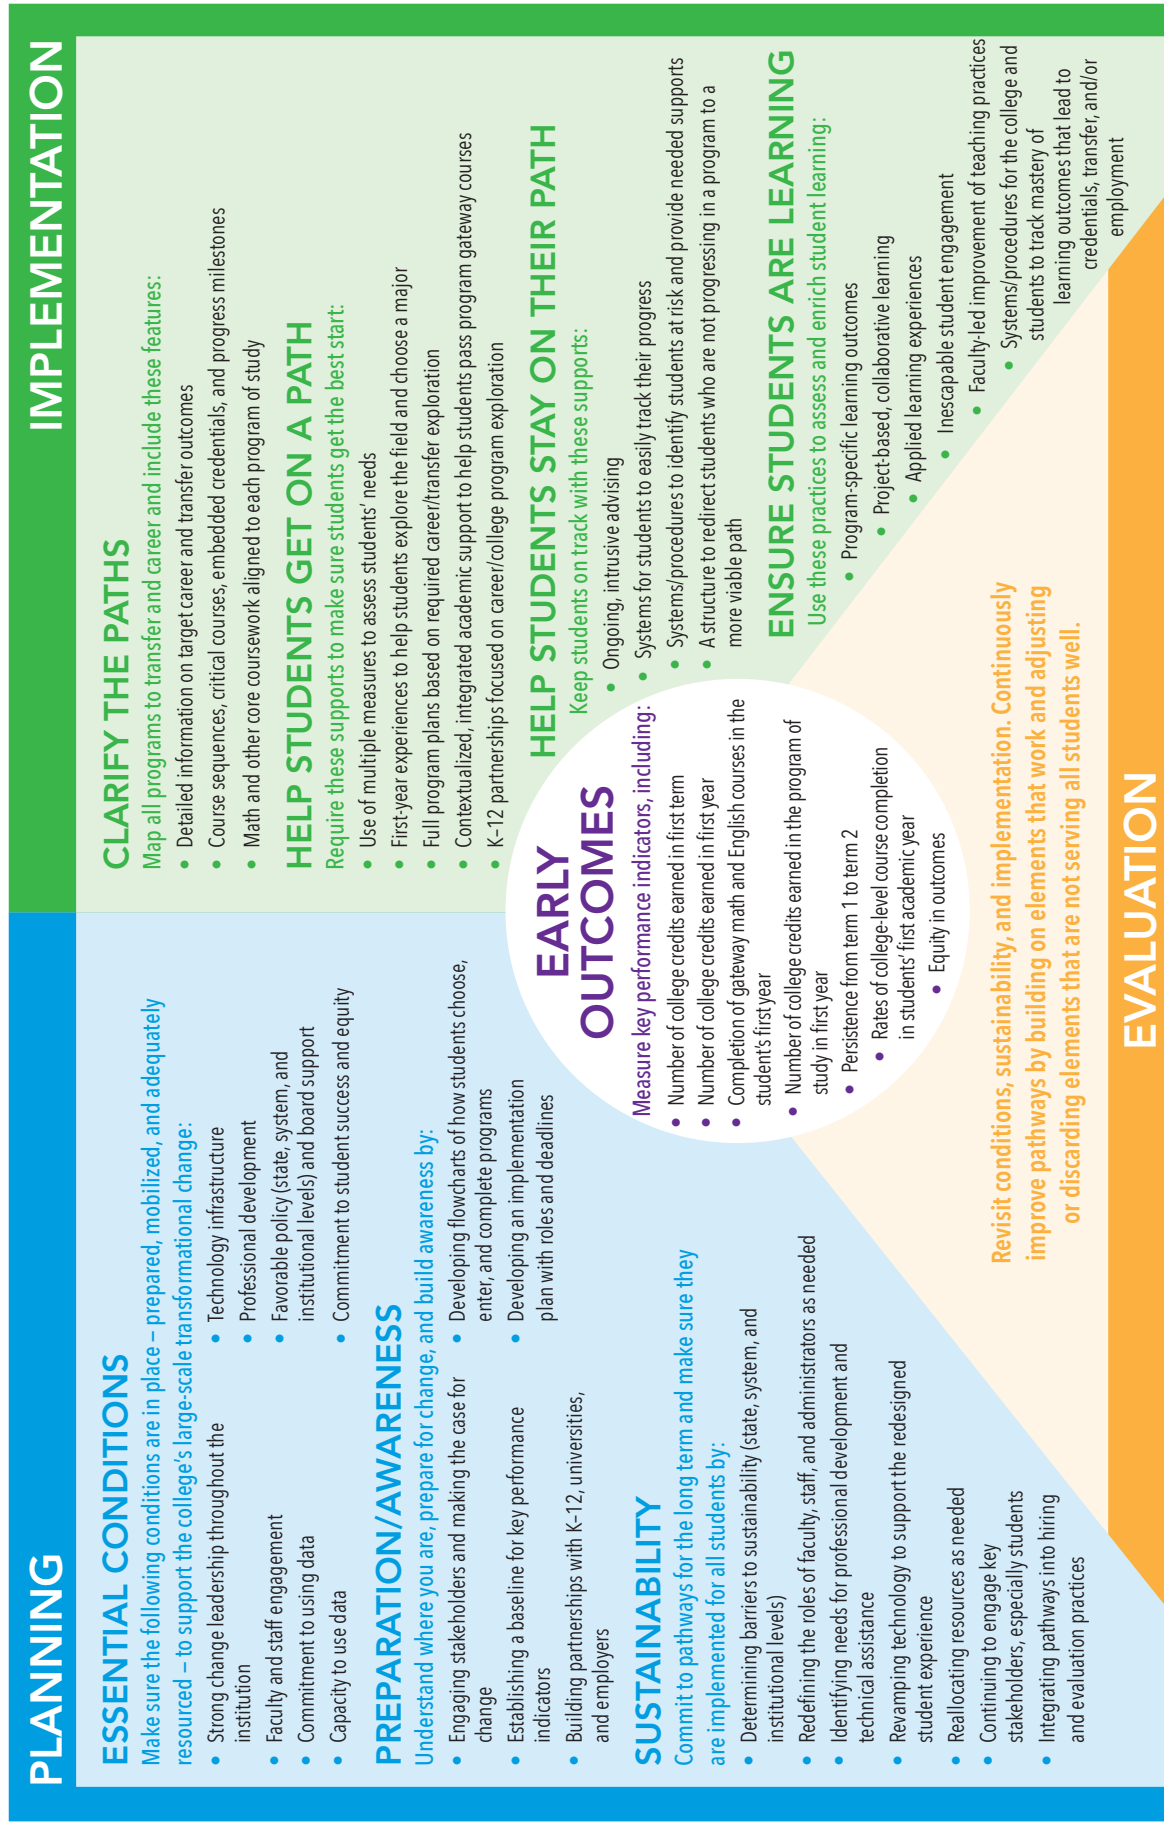 PLANNING
ESSENTIAL CONDITIONS
Make sure the following conditions are in place – prepared, mobilized, and adequately
resourced – to support the college's large-scale transformational change:
• Strong change leadership throughout the
institution
• Faculty and staff engagement
• Commitment to using data
• Capacity to use data
• Technology infrastructure
• Professional development
• Favorable policy (state, system, and
institutional levels) and board support
• Commitment to student success and equity
PREPARATION/AWARENESS
Understand where you are, prepare for change, and build awareness by:
• Engaging stakeholders and making the case for
change
• Establishing a baseline for key performance
indicators
• Building partnerships with K–12, universities,
and employers
• Developing flowcharts of how students choose,
enter, and complete programs
• Developing an implementation
plan with roles and deadlines
SUSTAINABILITY
Commit to pathways for the long term and make sure they
are implemented for all students by:
• Determining barriers to sustainability (state, system, and
institutional levels)
• Redefining the roles of faculty, staff, and administrators as needed
• Identifying needs for professional development and
technical assistance
• Revamping technology to support the redesigned
student experience
• Reallocating resources as needed
• Continuing to engage key
stakeholders, especially students
• Integrating pathways into hiring
and evaluation practices
IMPLEMENTATION
CLARIFY THE PATHS
Map all programs to transfer and career and include these features:
• Detailed information on target career and transfer outcomes
• Course sequences, critical courses, embedded credentials, and progress milestones
• Math and other core coursework aligned to each program of study
HELP STUDENTS GET ON A PATH
Require these supports to make sure students get the best start:
• Use of multiple measures to assess students' needs
• First-year experiences to help students explore the field and choose a major
• Full program plans based on required career/transfer exploration
• Contextualized, integrated academic support to help students pass program gateway courses
• K–12 partnerships focused on career/college program exploration
HELP STUDENTS STAY ON THEIR PATH
Keep students on track with these supports:
• Ongoing, intrusive advising
• Systems for students to easily track their progress
• Systems/procedures to identify students at risk and provide needed supports
• A structure to redirect students who are not progressing in a program to a
more viable path
ENSURE STUDENTS ARE LEARNING
Use these practices to assess and enrich student learning:
• Program-specific learning outcomes
• Project-based, collaborative learning
• Applied learning experiences
• Inescapable student engagement
• Faculty-led improvement of teaching practices
• Systems/procedures for the college and
students to track mastery of
learning outcomes that lead to
credentials, transfer, and/or
employment
EARLY
OUTCOMES
Measure key performance indicators, including:
• Number of college credits earned in first term
• Number of college credits earned in first year
• Completion of gateway math and English courses in the
student's first year
• Number of college credits earned in the program of
study in first year
• Persistence from term 1 to term 2
• Rates of college-level course completion
in students' first academic year
• Equity in outcomes
Revisit conditions, sustainability, and implementation. Continuously
improve pathways by building on elements that work and adjusting
or discarding elements that are not serving all students well.
EVALUATION